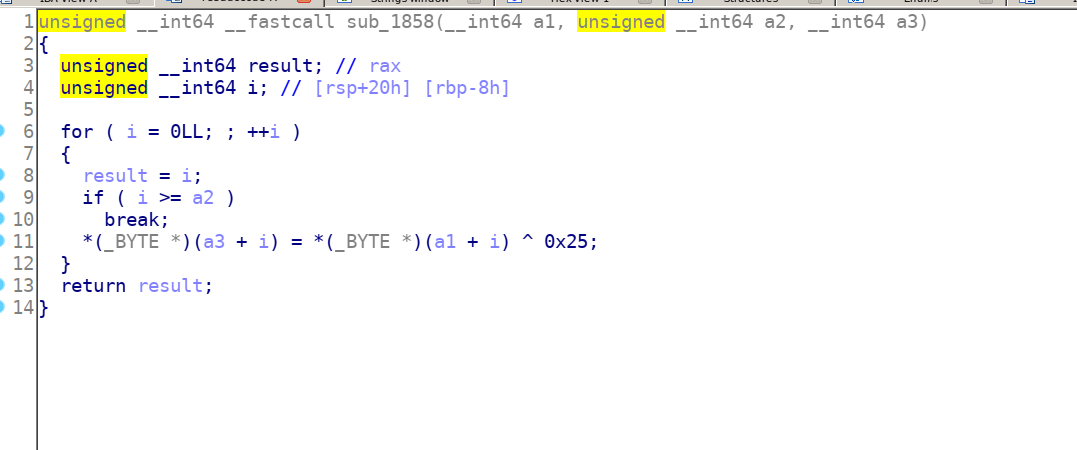 1 unsigned __int64 __fastcall sub_1858(__int64 a1, unsigned __int64 a2, __int64 a3)
2 {
3 unsigned __int64 result; // rax
4 unsigned __int64 i; // [rsp+20h] [rbp-8h]
5
6 for ( i = 0LL; ; ++i )
7 {
8 result = i;
9 if ( i >= a2 )
10 break;
11 *(_BYTE *)(a3 + i) = *(_BYTE *)(a1 + i) ^ 0x25;
12 }
13 return result;
14 }